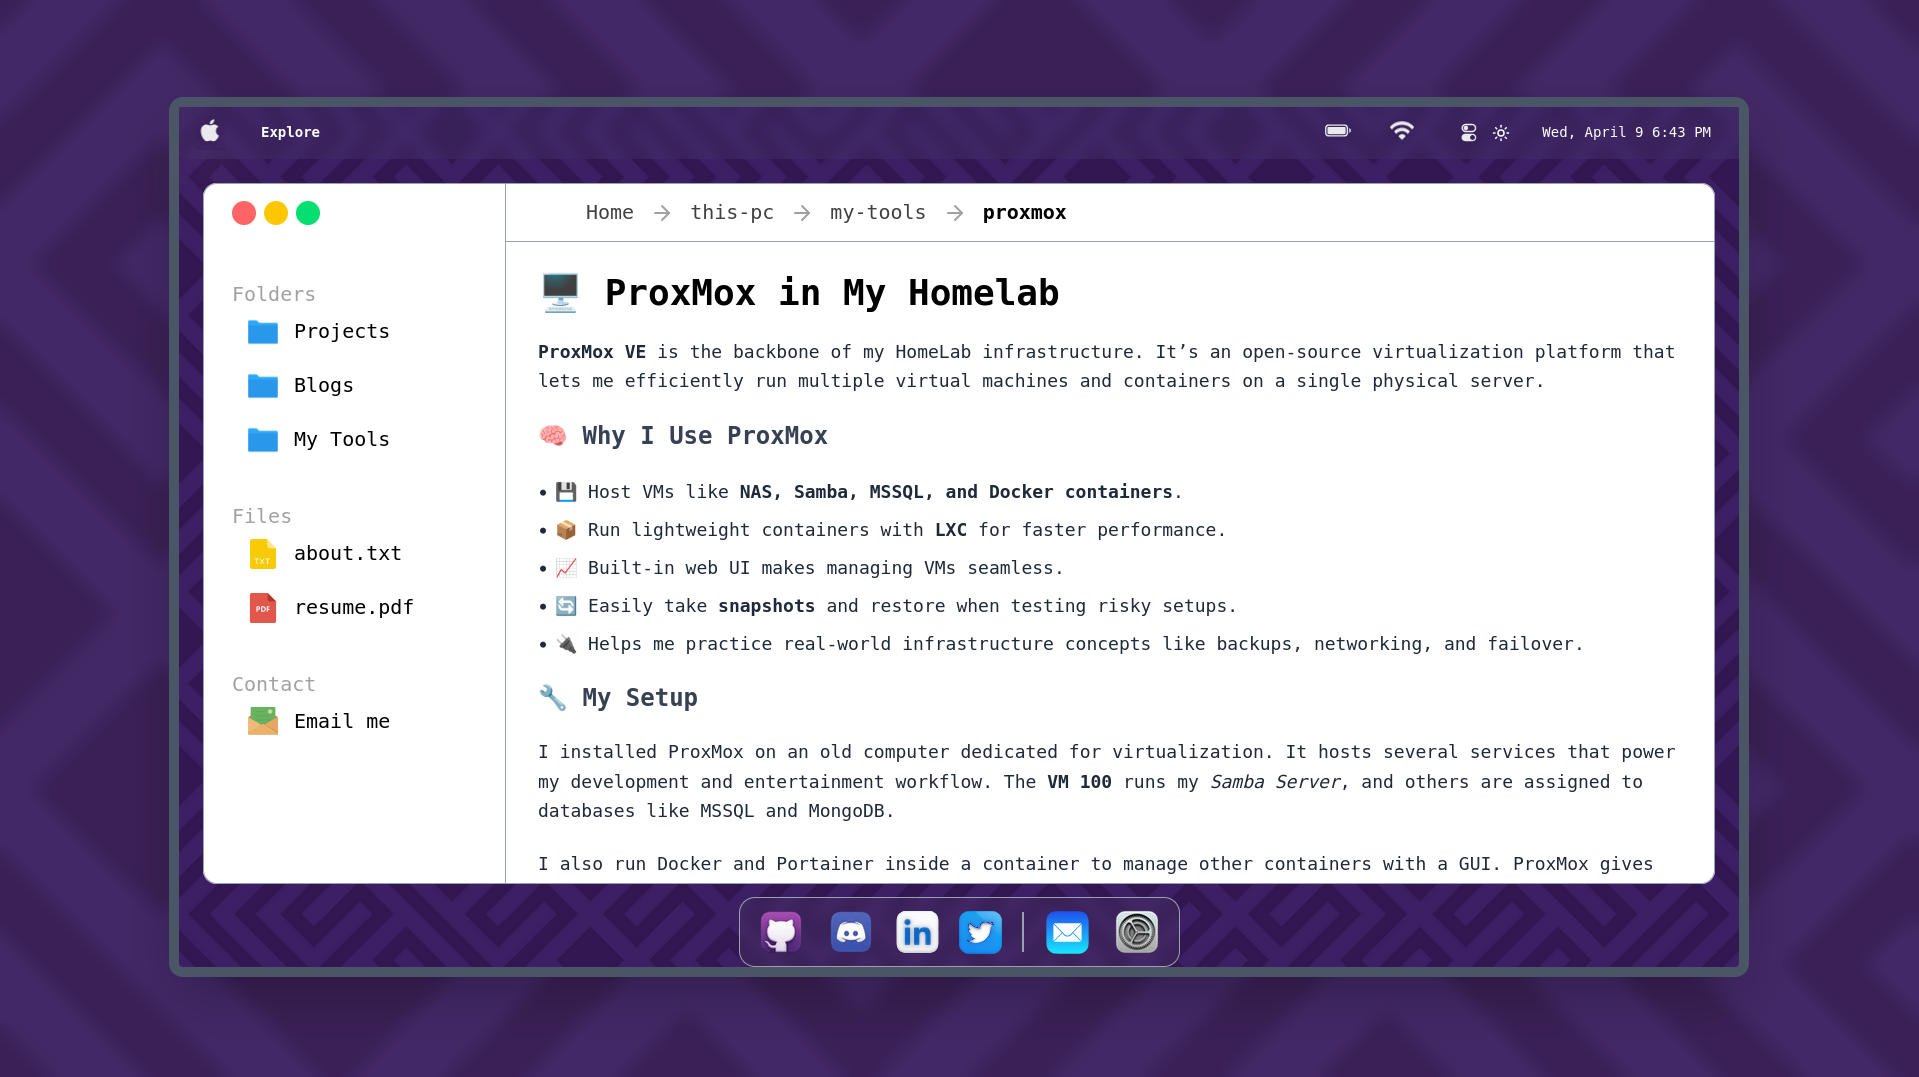 Explore
Wed, April 9 6:43 PM
Home → this-pc → my-tools → proxmox
Folders
Projects
Blogs
My Tools
Files
TXT
about.txt
PDF
resume.pdf
Contact
Email me
🖥️ ProxMox in My Homelab
ProxMox VE is the backbone of my HomeLab infrastructure. It’s an open-source virtualization platform that
lets me efficiently run multiple virtual machines and containers on a single physical server.
🧠 Why I Use ProxMox
• 💾 Host VMs like NAS, Samba, MSSQL, and Docker containers.
• 📦 Run lightweight containers with LXC for faster performance.
• 📈 Built-in web UI makes managing VMs seamless.
• 🔄 Easily take snapshots and restore when testing risky setups.
• 🔌 Helps me practice real-world infrastructure concepts like backups, networking, and failover.
🔧 My Setup
I installed ProxMox on an old computer dedicated for virtualization. It hosts several services that power
my development and entertainment workflow. The VM 100 runs my Samba Server, and others are assigned to
databases like MSSQL and MongoDB.
I also run Docker and Portainer inside a container to manage other containers with a GUI. ProxMox gives
in